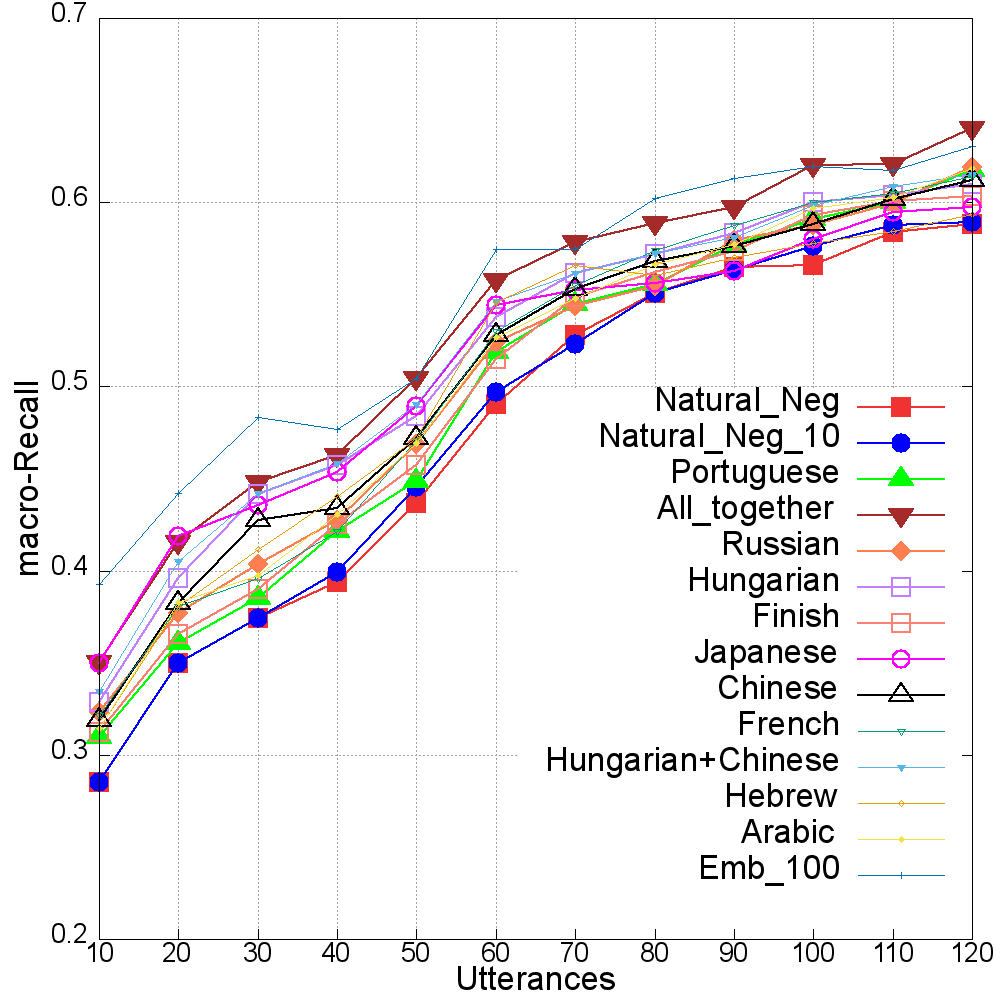 0.7
0.6
0.5
0.4
0.3
0.2
macro-Recall
Natural_Neg
Natural_Neg_10
Portuguese
All_together
Russian
Hungarian
Finish
Japanese
Chinese
French
Hungarian+Chinese
Hebrew
Arabic
Emb_100
10 20 30 40 50 60 70 80 90 100 110 120
Utterances